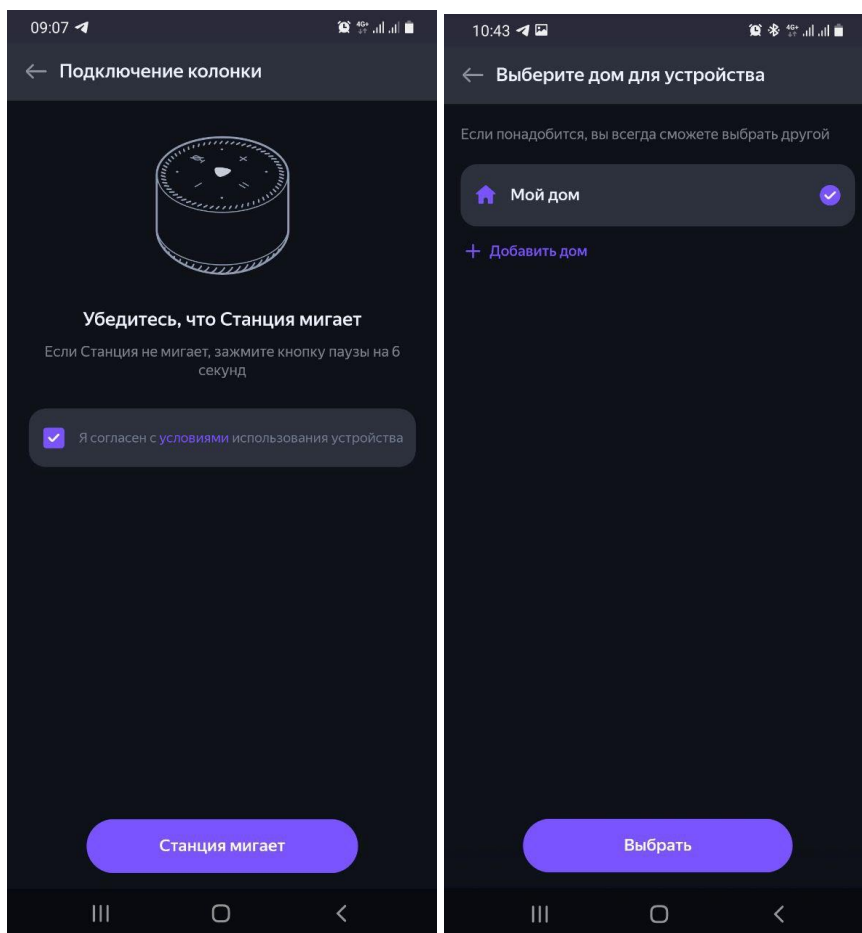 09:07
4G+
Подключение колонки
Убедитесь, что Станция мигает
Если Станция не мигает, зажмите кнопку паузы на 6
секунд
Я согласен с условиями использования устройства
Станция мигает
10:43
4G+
Выберите дом для устройства
Если понадобится, вы всегда сможете выбрать другой
Мой дом
+ Добавить дом
Выбрать